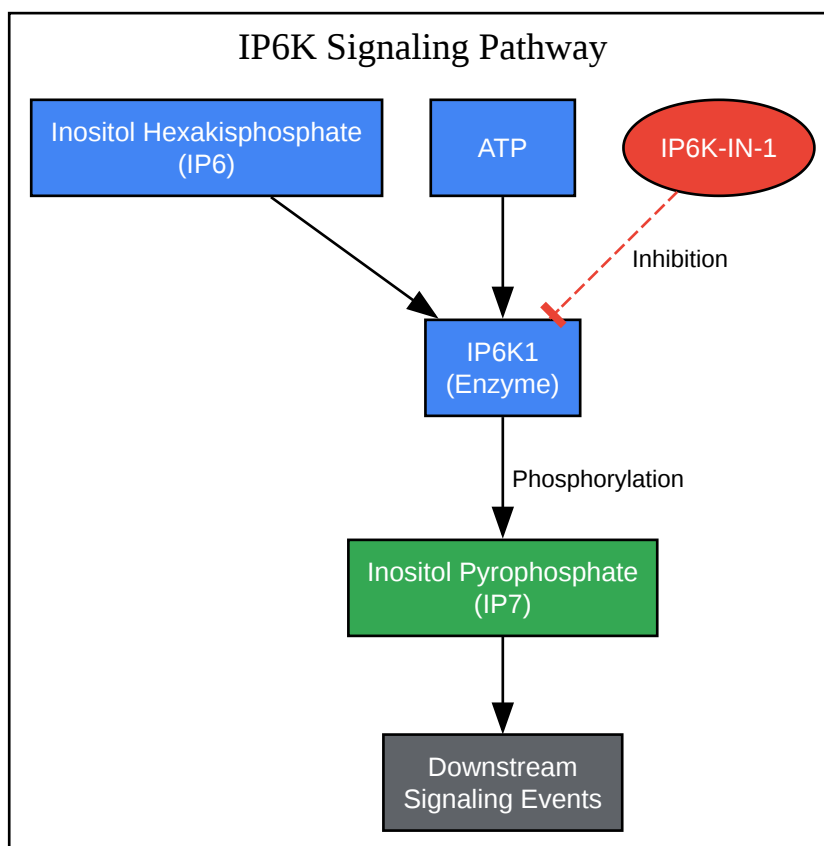 IP6K Signaling Pathway
Inositol Hexakisphosphate
(IP6)
ATP
IP6K-IN-1
Inhibition
IP6K1
(Enzyme)
Phosphorylation
Inositol Pyrophosphate
(IP7)
Downstream
Signaling Events